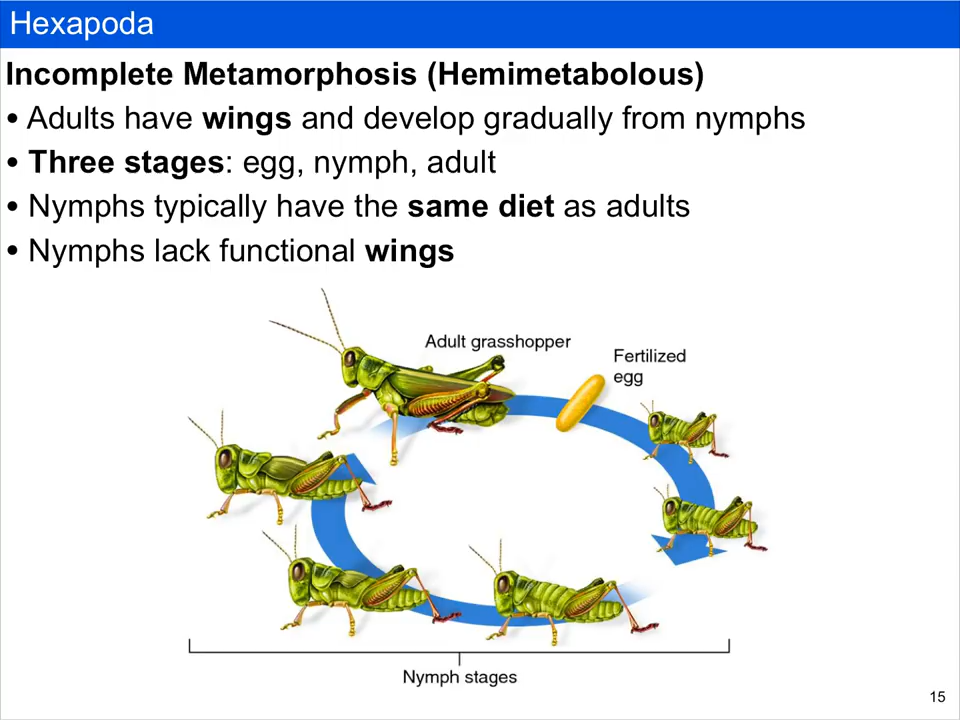 Hexapoda
Incomplete Metamorphosis (Hemimetabolous)
• Adults have wings and develop gradually from nymphs
• Three stages: egg, nymph, adult
• Nymphs typically have the same diet as adults
• Nymphs lack functional wings
Adult grasshopper
Fertilized
egg
Nymph stages
15